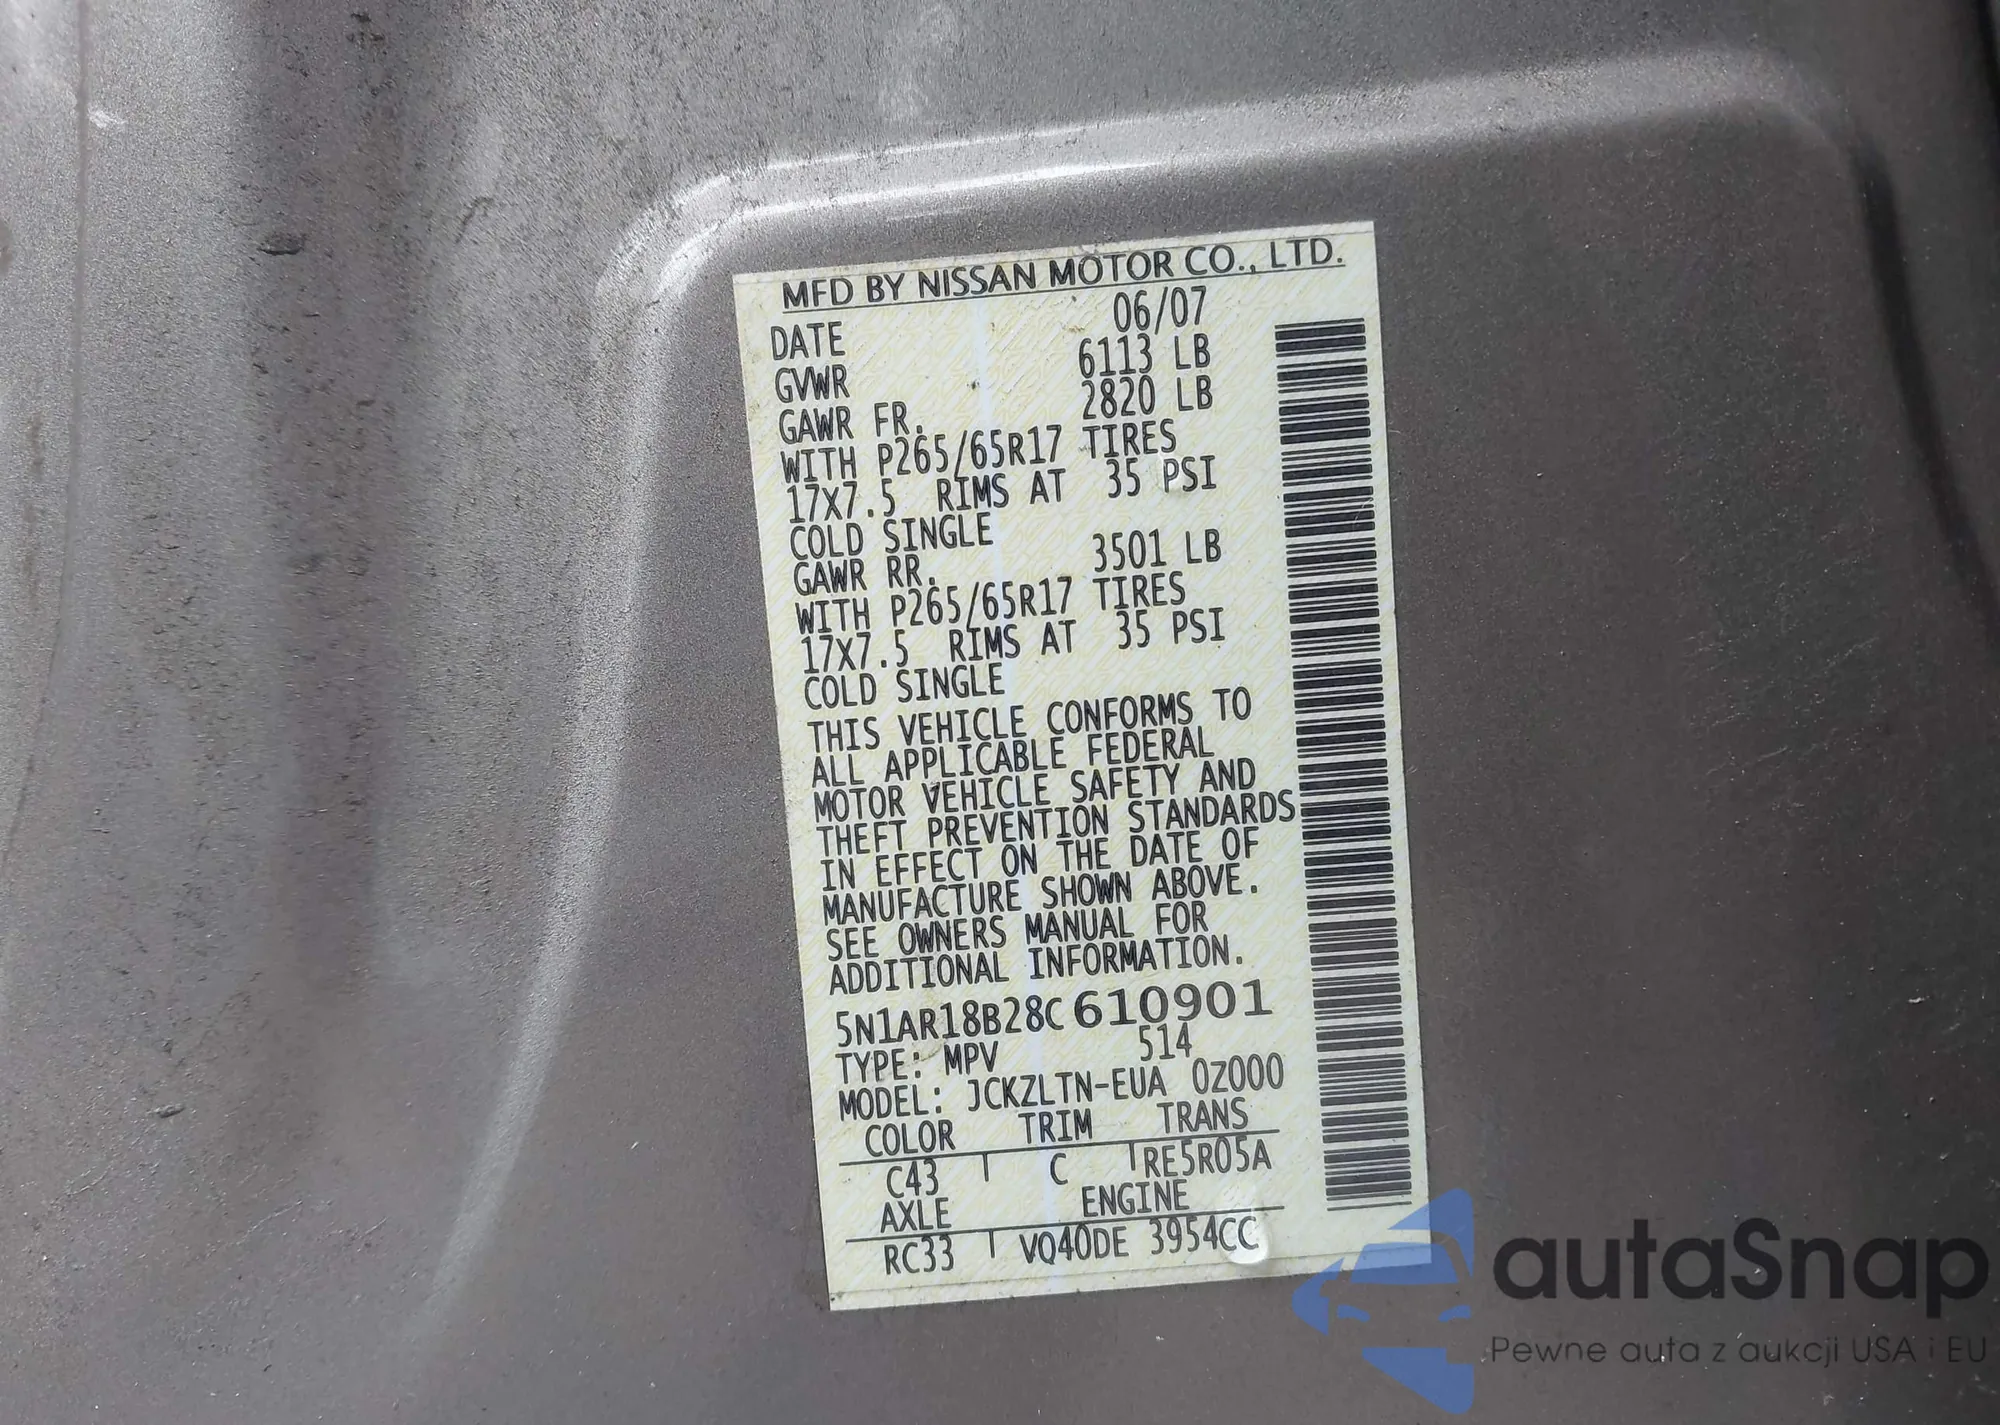 MFD BY NISSAN MOTOR CO., LTD.
DATE 06/07
GVWR 6113 LB
GAWR FR. 2820 LB
WITH P265/65R17 TIRES
17X7.5 RIMS AT 35 PSI
COLD SINGLE
GAWR RR. 3501 LB
WITH P265/65R17 TIRES
17X7.5 RIMS AT 35 PSI
COLD SINGLE
THIS VEHICLE CONFORMS TO
ALL APPLICABLE FEDERAL
MOTOR VEHICLE SAFETY AND
THEFT PREVENTION STANDARDS
IN EFFECT ON THE DATE OF
MANUFACTURE SHOWN ABOVE.
SEE OWNERS MANUAL FOR
ADDITIONAL INFORMATION.
5N1AR18B28C610901
TYPE: MPV 514
MODEL: JCKZLTN-EUA 0Z000
COLOR TRIM TRANS
C43 C RE5R05A
AXLE ENGINE
RC33 VQ40DE 3954CC
autaSnap
Pewne auta z aukcji USA i EU